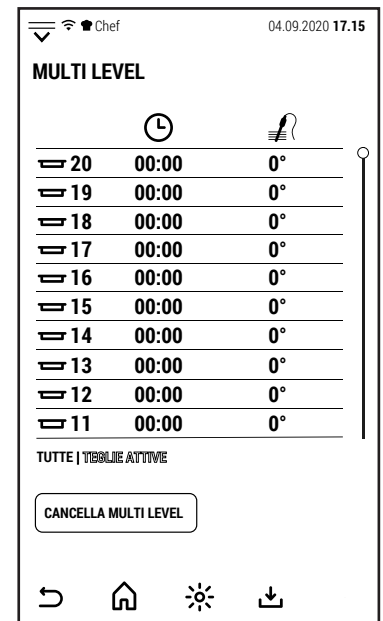 Chef 04.09.2020 17.15
MULTI LEVEL
20 00:00 0°
19 00:00 0°
18 00:00 0°
17 00:00 0°
16 00:00 0°
15 00:00 0°
14 00:00 0°
13 00:00 0°
12 00:00 0°
11 00:00 0°
TUTTE | TEGLIE ATTIVE
CANCELLA MULTI LEVEL